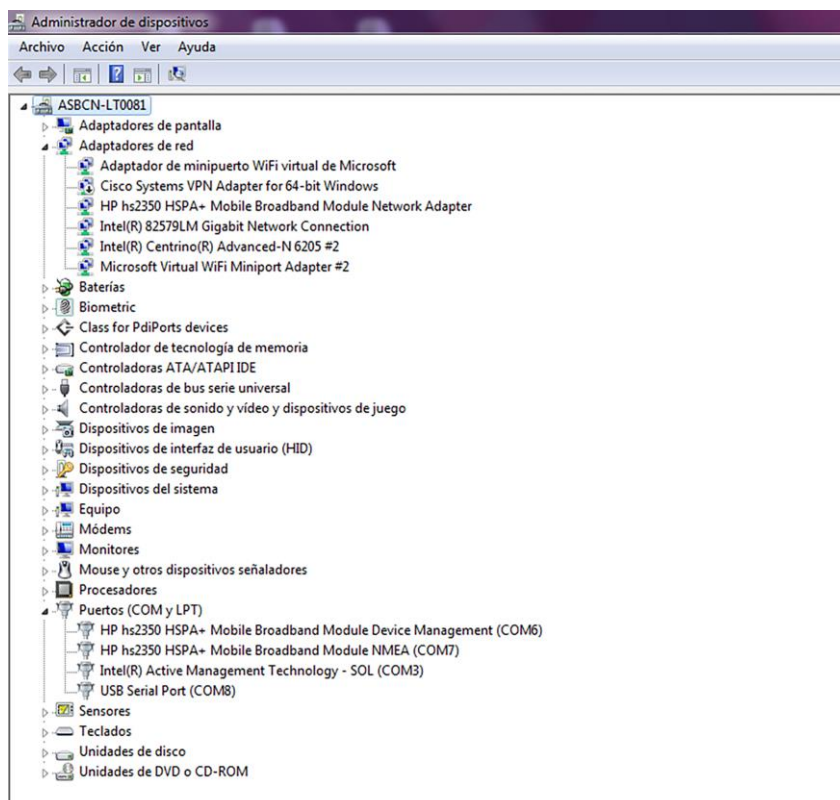 Administrador de dispositivos
Archivo Acción Ver Ayuda
ASBCN-LT0081
Adaptadores de pantalla
Adaptadores de red
Adaptador de minipuerto WiFi virtual de Microsoft
Cisco Systems VPN Adapter for 64-bit Windows
HP hs2350 HSPA+ Mobile Broadband Module Network Adapter
Intel(R) 82579LM Gigabit Network Connection
Intel(R) Centrino(R) Advanced-N 6205 #2
Microsoft Virtual WiFi Miniport Adapter #2
Baterías
Biometric
Class for PdiPorts devices
Controlador de tecnología de memoria
Controladoras ATA/ATAPI IDE
Controladoras de bus serie universal
Controladoras de sonido y vídeo y dispositivos de juego
Dispositivos de imagen
Dispositivos de interfaz de usuario (HID)
Dispositivos de seguridad
Dispositivos del sistema
Equipo
Módems
Monitores
Mouse y otros dispositivos señaladores
Procesadores
Puertos (COM y LPT)
HP hs2350 HSPA+ Mobile Broadband Module Device Management (COM6)
HP hs2350 HSPA+ Mobile Broadband Module NMEA (COM7)
Intel(R) Active Management Technology - SOL (COM3)
USB Serial Port (COM8)
Sensores
Teclados
Unidades de disco
Unidades de DVD o CD-ROM